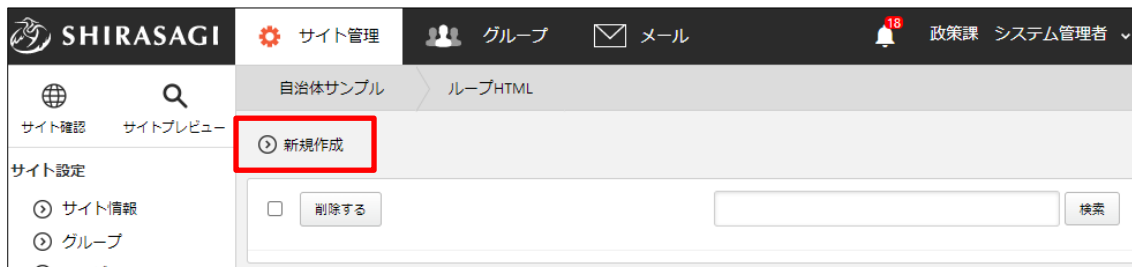 SHIRASAGI サイト管理 グループ メール 18 政策課 システム管理者
自治体サンプル ループHTML
サイト確認 サイトプレビュー
新規作成
サイト設定
サイト情報
削除する 検索
グループ